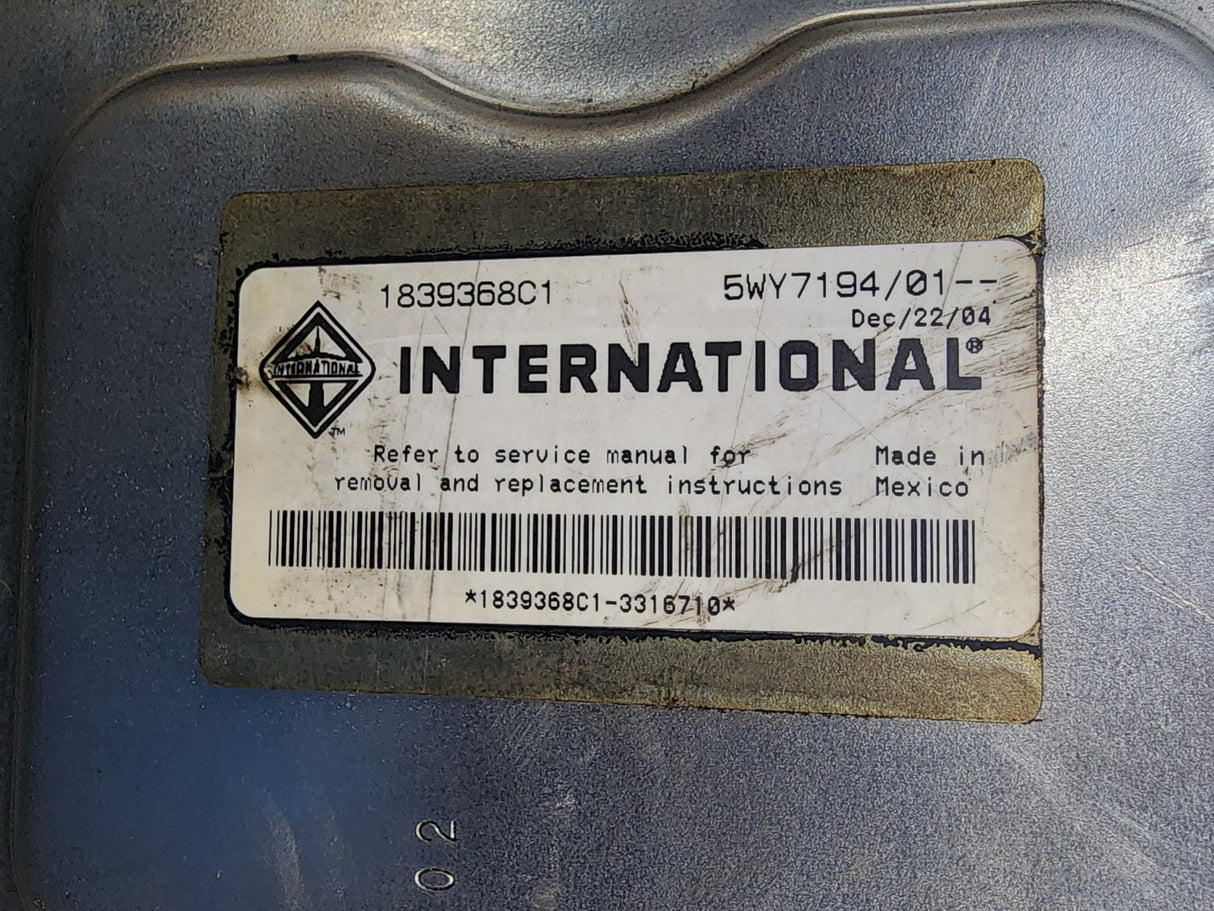 1839368C1 5WY7194/01--
Dec/22/04
INTERNATIONAL
TM
INTERNATIONAL®
Refer to service manual for Made in
removal and replacement instructions Mexico
*1839368C1-3316710*
02